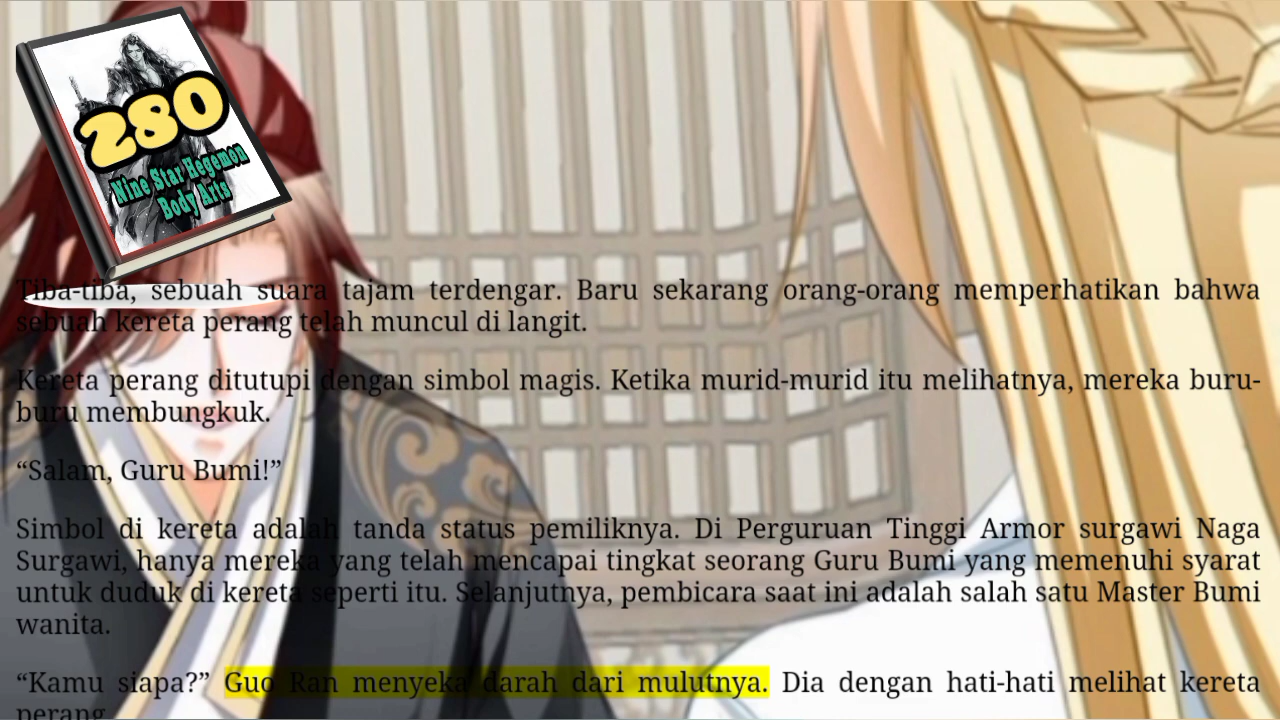 280
Nine Star Hegemon
Body Arts
Tiba-tiba, sebuah suara tajam terdengar. Baru sekarang orang-orang memperhatikan bahwa
sebuah kereta perang telah muncul di langit.
Kereta perang ditutupi dengan simbol magis. Ketika murid-murid itu melihatnya, mereka buru-
buru membungkuk.
“Salam, Guru Bumi!”
Simbol di kereta adalah tanda status pemiliknya. Di Perguruan Tinggi Armor surgawi Naga
Surgawi, hanya mereka yang telah mencapai tingkat seorang Guru Bumi yang memenuhi syarat
untuk duduk di kereta seperti itu. Selanjutnya, pembicara saat ini adalah salah satu Master Bumi
wanita.
“Kamu siapa?” Guo Ran menyeka darah dari mulutnya. Dia dengan hati-hati melihat kereta
perang.